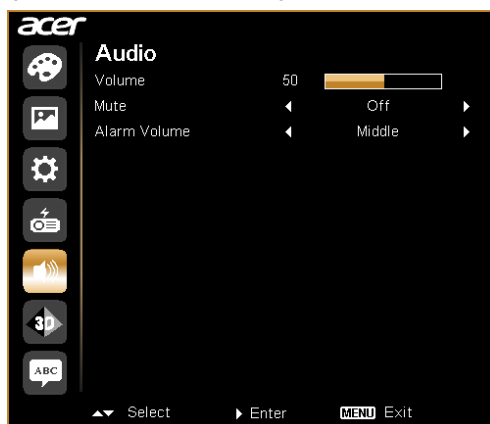 acer
Audio
Volume 50
Mute Off
Alarm Volume Middle
3D
ABC
Select Enter MENU Exit